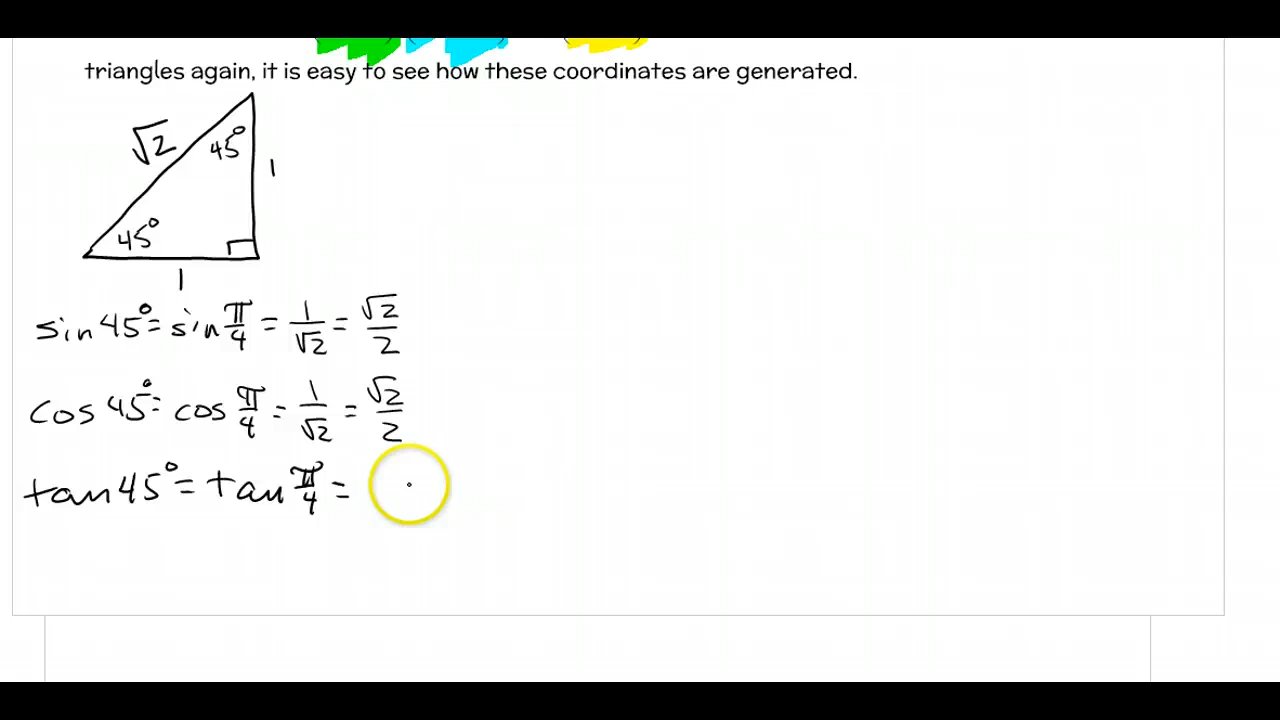 triangles again, it is easy to see how these coordinates are generated.
√2
45°
1
45°
1
sin 45° = sin π/4 = 1/√2 = √2/2
cos 45° = cos π/4 = 1/√2 = √2/2
tan 45° = tan π/4 =